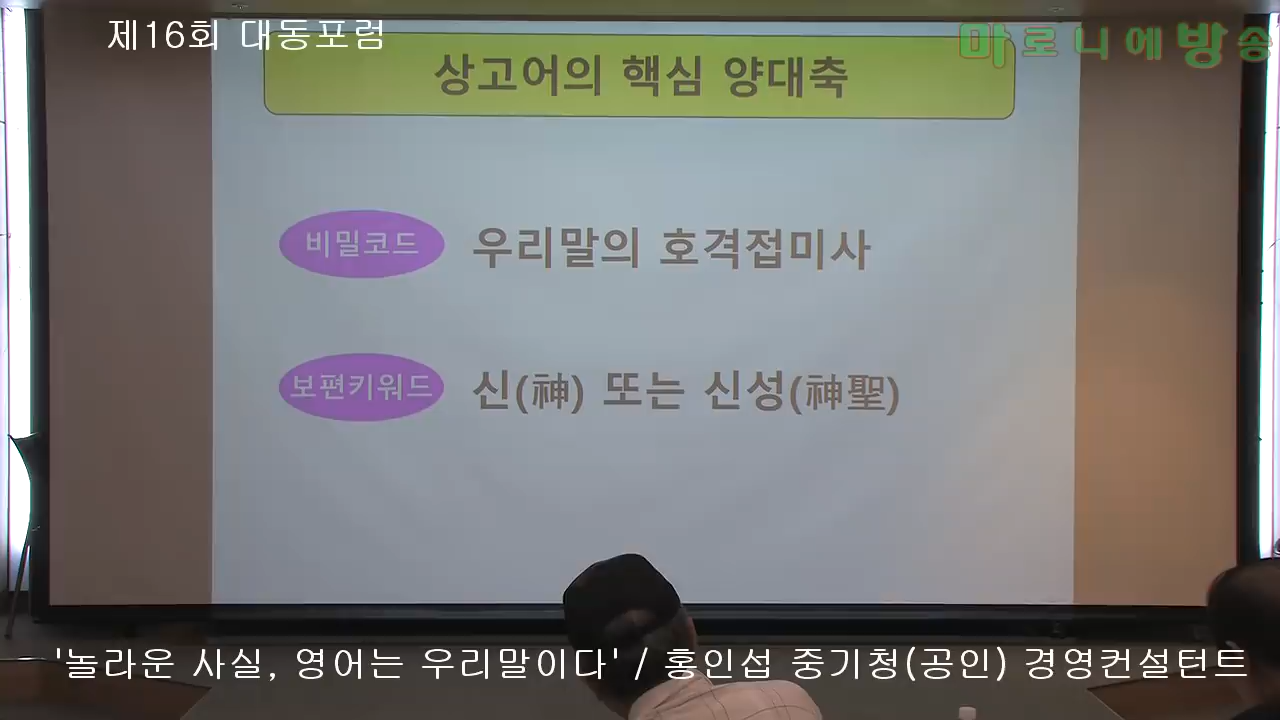 제16회 대동포럼
마로니에방송
상고어의 핵심 양대축
비밀코드 우리말의 호격접미사
보편키워드 신(神) 또는 신성(神聖)
'놀라운 사실, 영어는 우리말이다' / 홍인섭 중기청(공인) 경영컨설턴트